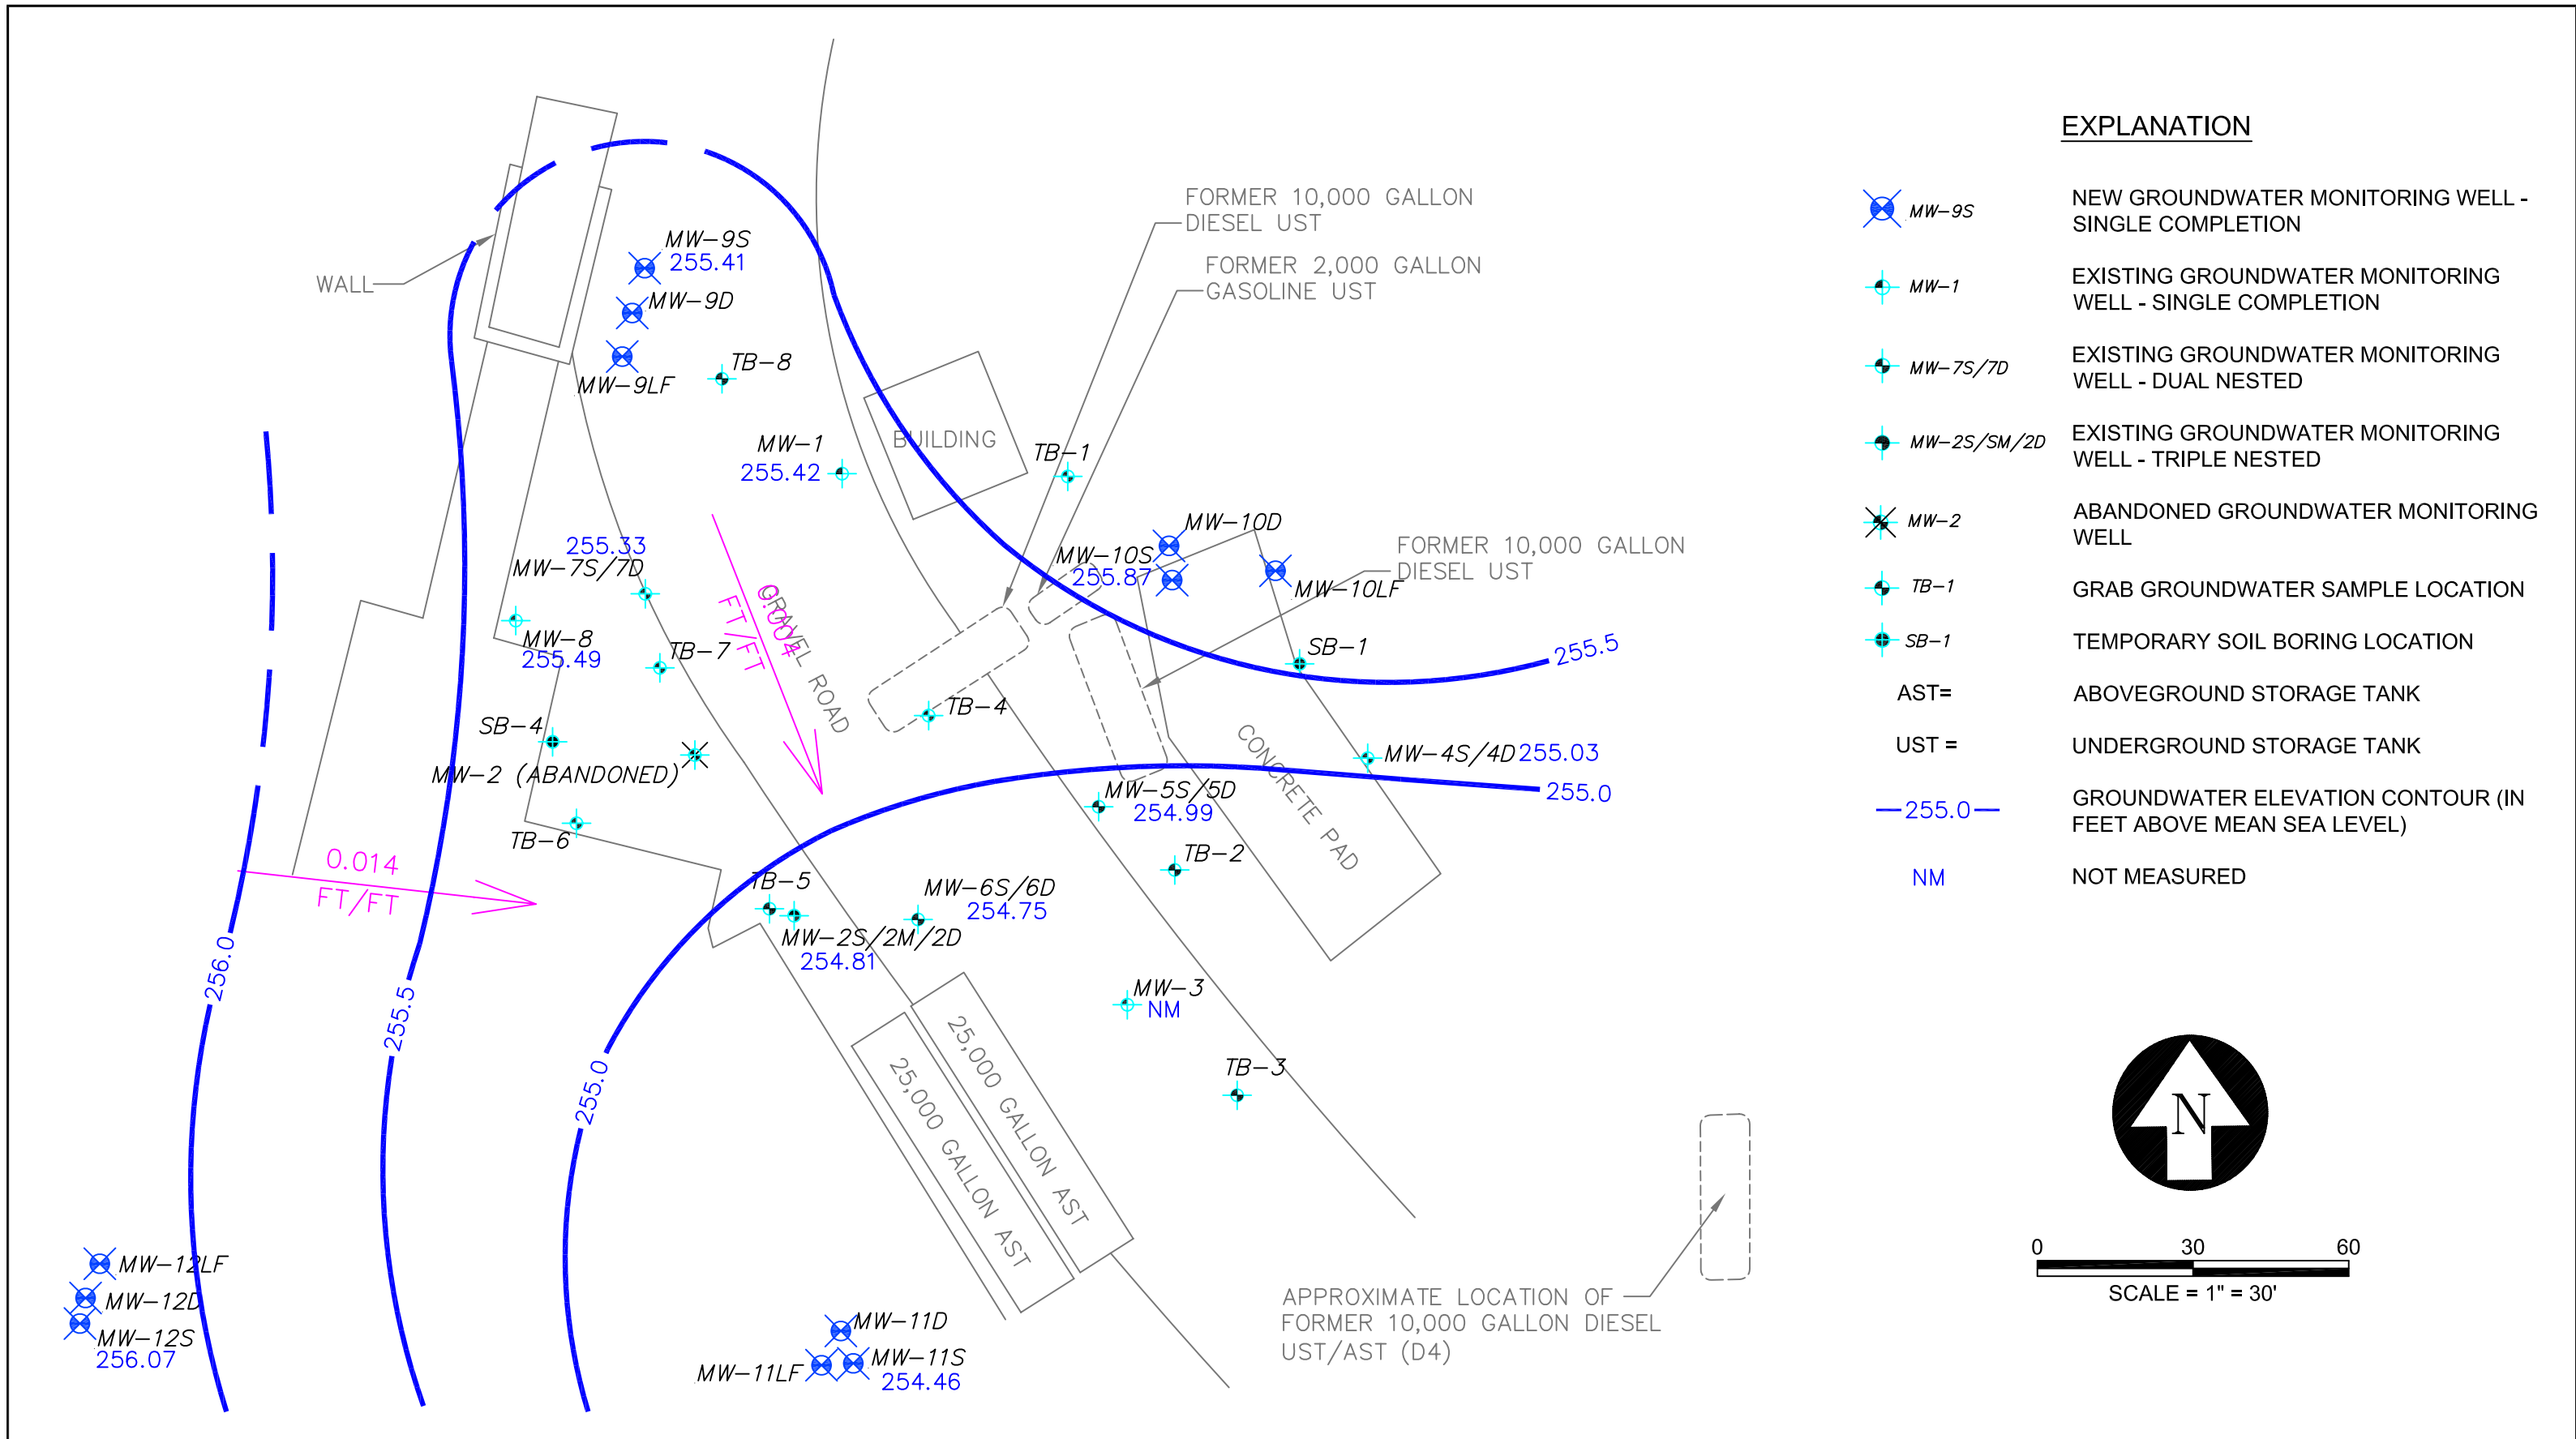 EXPLANATION
MW-9S
NEW GROUNDWATER MONITORING WELL -
SINGLE COMPLETION
MW-1
EXISTING GROUNDWATER MONITORING
WELL - SINGLE COMPLETION
MW-7S/7D
EXISTING GROUNDWATER MONITORING
WELL - DUAL NESTED
MW-2S/SM/2D
EXISTING GROUNDWATER MONITORING
WELL - TRIPLE NESTED
MW-2
ABANDONED GROUNDWATER MONITORING
WELL
TB-1
GRAB GROUNDWATER SAMPLE LOCATION
SB-1
TEMPORARY SOIL BORING LOCATION
AST=
ABOVEGROUND STORAGE TANK
UST =
UNDERGROUND STORAGE TANK
255.0
GROUNDWATER ELEVATION CONTOUR (IN
FEET ABOVE MEAN SEA LEVEL)
NM
NOT MEASURED
N
0 30 60
SCALE = 1" = 30'
FORMER 10,000 GALLON
DIESEL UST
FORMER 2,000 GALLON
GASOLINE UST
WALL
MW-9S
255.41
MW-9D
MW-9LF
TB-8
MW-1
255.42
BUILDING
TB-1
MW-10D
MW-10S
255.87
MW-10LF
FORMER 10,000 GALLON
DIESEL UST
255.33
MW-7S/7D
MW-8
255.49
TB-7
0.004
FT/FT
GRAVEL ROAD
SB-1
255.5
TB-4
SB-4
MW-2 (ABANDONED)
CONCRETE PAD
MW-4S/4D 255.03
255.0
MW-5S/5D
254.99
TB-6
TB-2
0.014
FT/FT
TB-5
MW-6S/6D
254.75
MW-2S/2M/2D
254.81
256.0
255.5
255.0
MW-3
NM
25,000 GALLON AST
25,000 GALLON AST
TB-3
MW-12LF
MW-12D
MW-12S
256.07
MW-11D
MW-11LF
MW-11S
254.46
APPROXIMATE LOCATION OF
FORMER 10,000 GALLON DIESEL
UST/AST (D4)